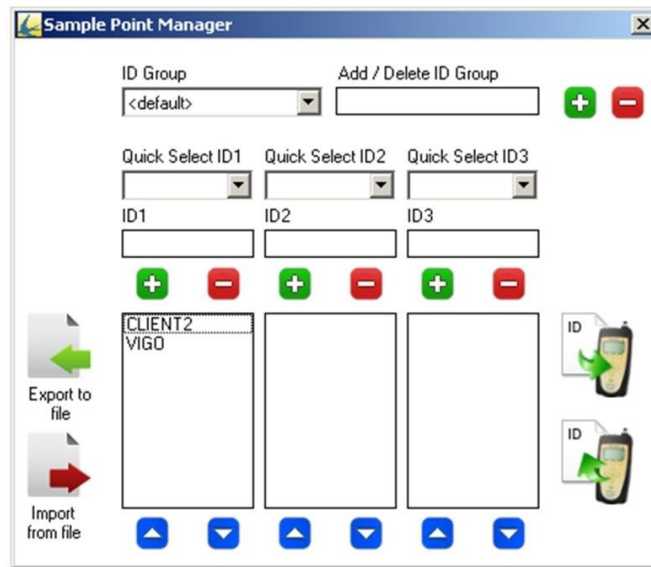 Sample Point Manager
ID Group
Add / Delete ID Group
<default>
Quick Select ID1
Quick Select ID2
Quick Select ID3
ID1
ID2
ID3
CLIENT2
VIGO
Export to
file
Import
from file
ID
ID